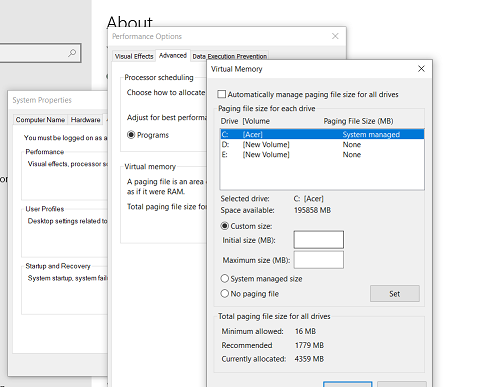 About
Performance Options
Visual Effects
Advanced
Data Execution Prevention
Processor scheduling
Choose how to allocate
Adjust for best performa
Programs
Virtual memory
A paging file is an area
as if it were RAM.
Total paging file size for
System Properties
Computer Name
Hardware
You must be logged on as a
Performance
Visual effects, processor s
User Profiles
Desktop settings related to
Startup and Recovery
System startup, system fail
Virtual Memory
Automatically manage paging file size for all drives
Paging file size for each drive
Drive [Volume Paging File Size (MB)
C: [Acer] System managed
D: [New Volume] None
E: [New Volume] None
Selected drive: C: [Acer]
Space available: 195858 MB
Custom size:
Initial size (MB):
Maximum size (MB):
System managed size
No paging file
Set
Total paging file size for all drives
Minimum allowed: 16 MB
Recommended 1779 MB
Currently allocated: 4359 MB